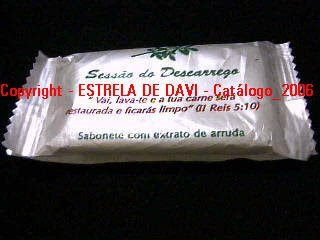 Sessão do Descarrego
Copyright - ESTRELA DE DAVI - Catálogo_2006
" Vai, lava-te e a tua carne será
restaurada e ficarás limpo" (II Reis 5:10)
Sabonete com extrato de arruda